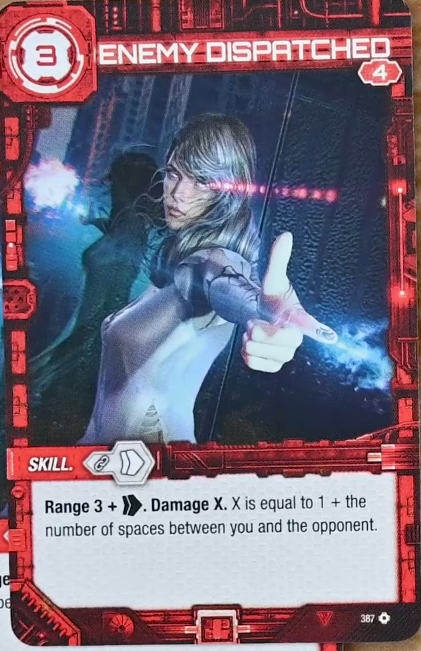 3
ENEMY DISPATCHED
4
SKILL.
Range 3 + . Damage X. X is equal to 1 + the
number of spaces between you and the opponent.
387